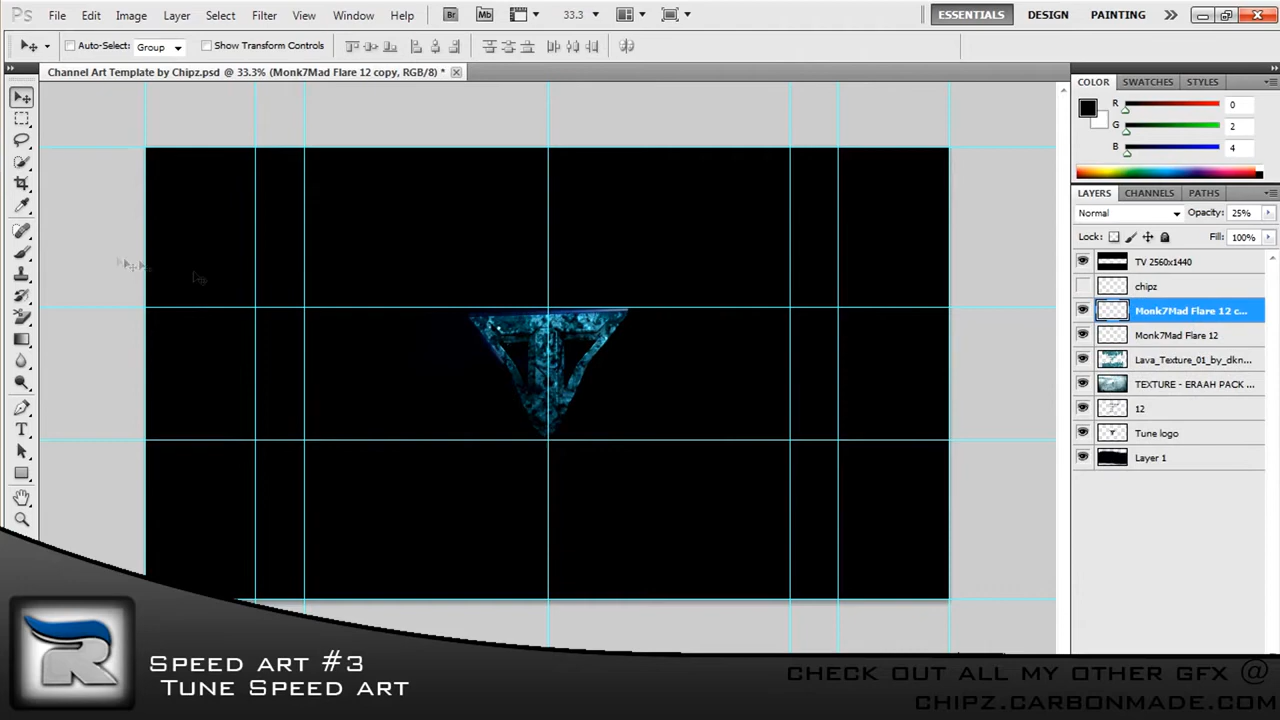 Ps File Edit Image Layer Select Filter View Window Help Br Mb 33.3 ESSENTIALS DESIGN PAINTING
Auto-Select: Group Show Transform Controls
Channel Art Template by Chipz.psd @ 33.3% (Monk7Mad Flare 12 copy, RGB/8) *
COLOR SWATCHES STYLES
R 0
G 2
B 4
LAYERS CHANNELS PATHS
Normal Opacity: 25%
Lock: Fill: 100%
TV 2560x1440
chipz
Monk7Mad Flare 12 c...
Monk7Mad Flare 12
Lava_Texture_01_by_dkn...
TEXTURE - ERAAH PACK ...
12
Tune logo
Layer 1
Speed art #3
Tune Speed art
check out all my other GFX @
chipz.carbonmade.com